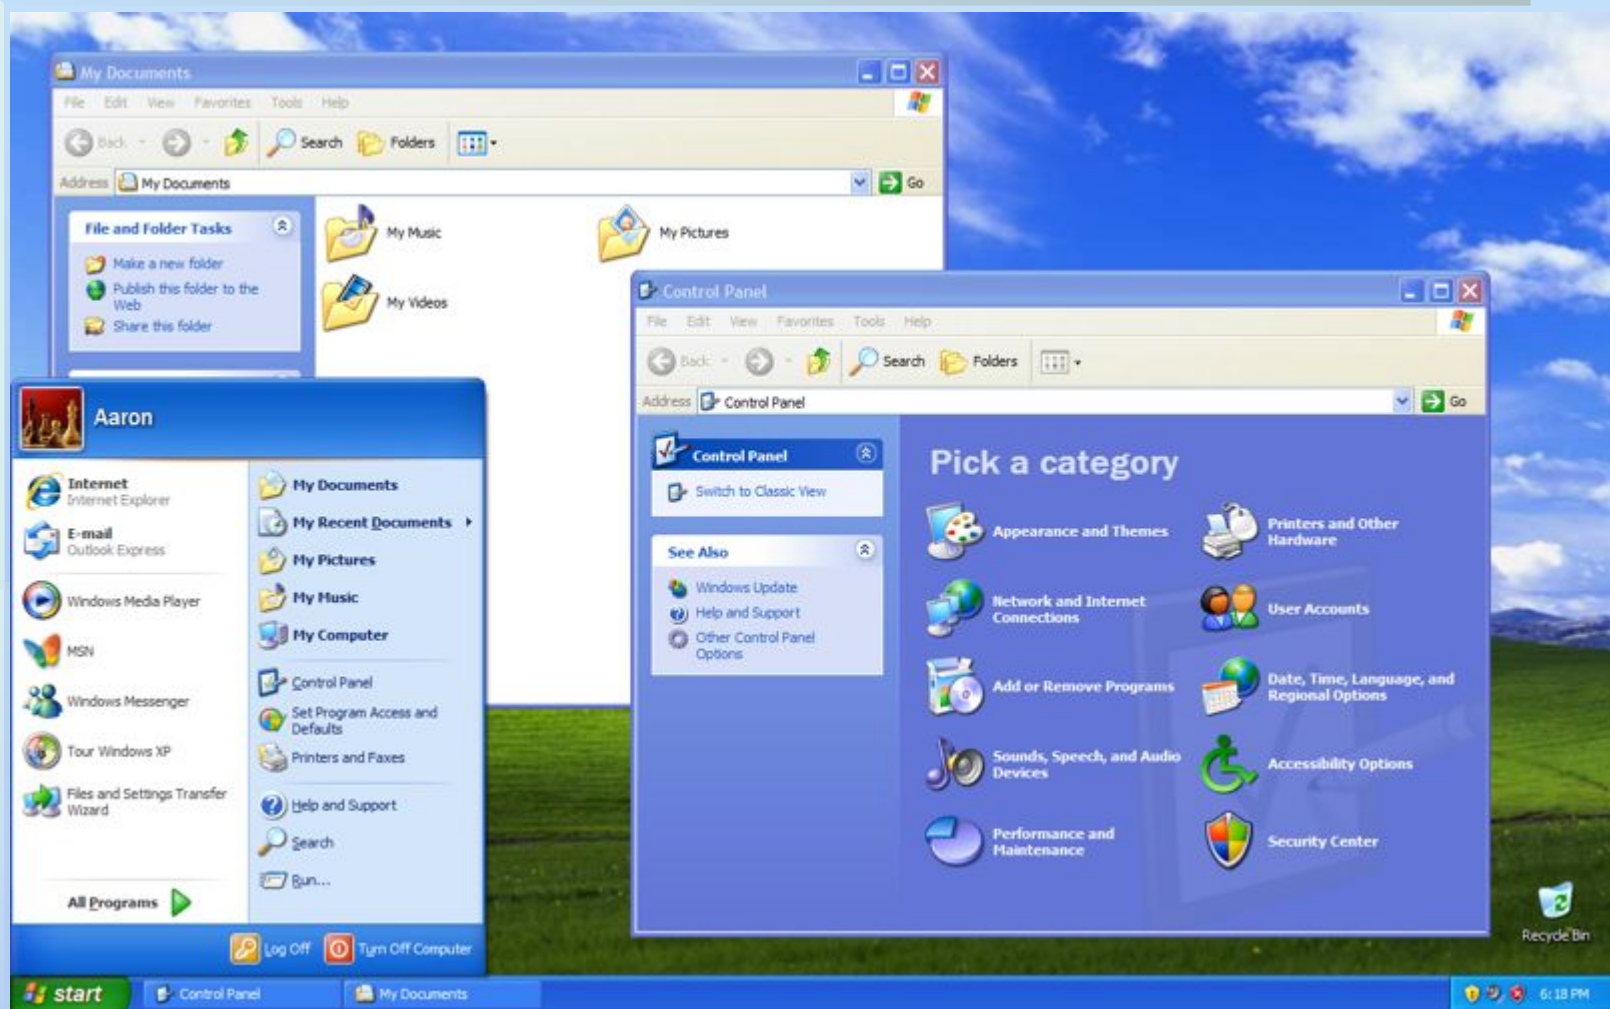 My Documents
File Edit View Favorites Tools Help
Back Search Folders
Address My Documents Go
File and Folder Tasks
Make a new folder
Publish this folder to the
Web
Share this folder
My Music
My Pictures
My Videos
Control Panel
File Edit View Favorites Tools Help
Back Search Folders
Address Control Panel Go
Control Panel
Switch to Classic View
See Also
Windows Update
Help and Support
Other Control Panel
Options
Pick a category
Appearance and Themes
Printers and Other
Hardware
Network and Internet
Connections
User Accounts
Add or Remove Programs
Date, Time, Language, and
Regional Options
Sounds, Speech, and Audio
Devices
Accessibility Options
Performance and
Maintenance
Security Center
Aaron
Internet
Internet Explorer
E-mail
Outlook Express
Windows Media Player
MSN
Windows Messenger
Tour Windows XP
Files and Settings Transfer
Wizard
All Programs
My Documents
My Recent Documents
My Pictures
My Music
My Computer
Control Panel
Set Program Access and
Defaults
Printers and Faxes
Help and Support
Search
Run...
Log Off
Turn Off Computer
Recycle Bin
start
Control Panel
My Documents
6:18 PM